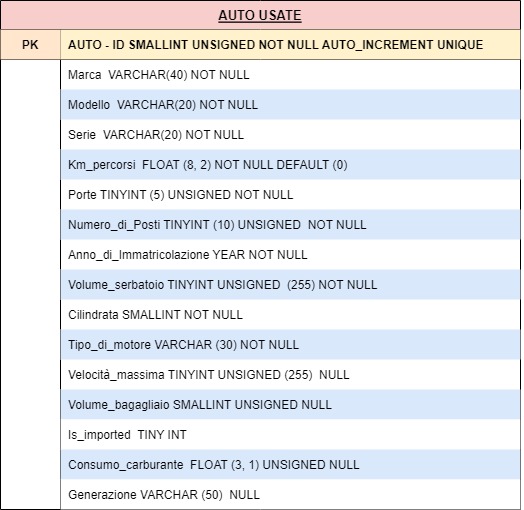 AUTO USATE
PK AUTO - ID SMALLINT UNSIGNED NOT NULL AUTO_INCREMENT UNIQUE
Marca VARCHAR(40) NOT NULL
Modello VARCHAR(20) NOT NULL
Serie VARCHAR(20) NOT NULL
Km_percorsi FLOAT (8, 2) NOT NULL DEFAULT (0)
Porte TINYINT (5) UNSIGNED NOT NULL
Numero_di_Posti TINYINT (10) UNSIGNED NOT NULL
Anno_di_Immatricolazione YEAR NOT NULL
Volume_serbatoio TINYINT UNSIGNED (255) NOT NULL
Cilindrata SMALLINT NOT NULL
Tipo_di_motore VARCHAR (30) NOT NULL
Velocità_massima TINYINT UNSIGNED (255) NULL
Volume_bagagliaio SMALLINT UNSIGNED NULL
Is_imported TINY INT
Consumo_carburante FLOAT (3, 1) UNSIGNED NULL
Generazione VARCHAR (50) NULL